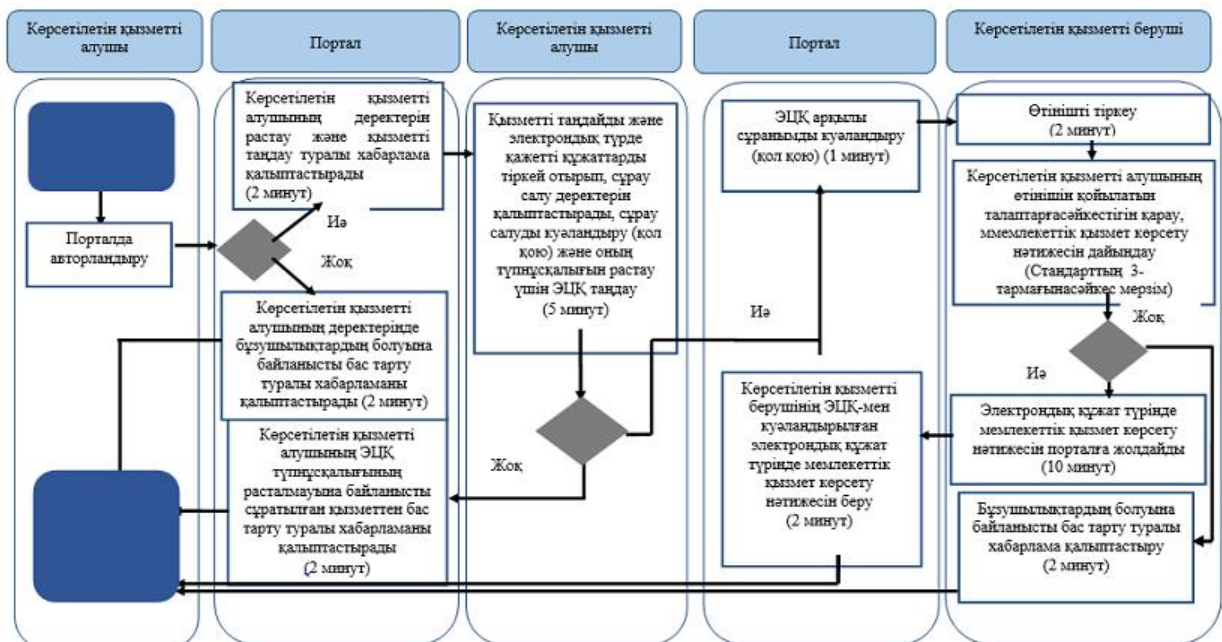 Көрсетілетін қызметті
алушы
Портал
Көрсетілетін қызметті
алушы
Портал
Көрсетілетін қызметті беруші
Порталда
авторландыру
Көрсетілетін қызметті
алушының деректерін
растау және қызметті
таңдау туралы хабарлама
қалыптастырады
(2 минут)
Иә
Жоқ
Көрсетілетін қызметті
алушының деректерінде
бұзушылықтардың болуына
байланысты бас тарту
туралы хабарламаны
қалыптастырады (2 минут)
Көрсетілетін қызметті
алушының ЭЦҚ
түпнұсқалығының
расталмауына байланысты
сұратылған қызметтен бас
тарту туралы хабарламаны
қалыптастырады
(2 минут)
Қызметті таңдайды және
электрондық түрде
қажетті құжаттарды
тіркей отырып, сұрау
салу деректерін
қалыптастырады, сұрау
салуды куәландыру (қол
қою) және оның
түпнұсқалығын растау
үшін ЭЦҚ таңдау
(5 минут)
Иә
Жоқ
ЭЦҚ арқылы
сұранымды куәландыру
(қол қою) (1 минут)
Көрсетілетін қызметті
берушінің ЭЦҚ-мен
куәландырылған
электрондық құжат
түрінде мемлекеттік
қызмет көрсету
нәтижесін беру
(2 минут)
Өтінішті тіркеу
(2 минут)
Көрсетілетін қызметті алушының
өтінішін қойылатын
талаптарғасәйкестігін қарау,
ммемлекеттік қызмет көрсету
нәтижесін дайындау
(Стандарттың 3-
тармағынасәйкес мерзім)
Жоқ
Иә
Электрондық құжат түрінде
мемлекеттік қызмет көрсету
нәтижесін порталға жолдайды
(10 минут)
Бұзушылықтардың болуына
байланысты бас тарту туралы
хабарлама қалыптастыру
(2 минут)